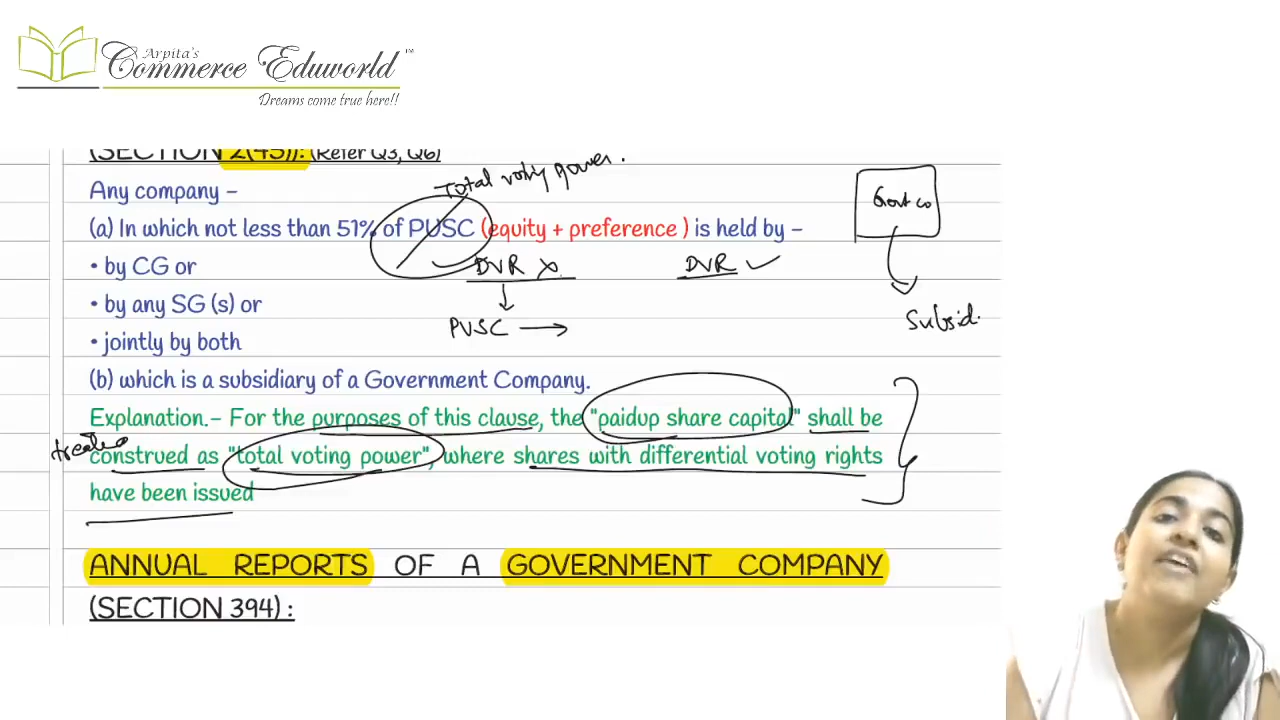 Arpita's
Commerce Eduworld™
Dreams come true here!!
(SECTION 2(45)): (Refer Q3, Q6)
Total voting power.
Any company –
(a) In which not less than 51% of PUSC (equity + preference ) is held by –
Govt co
• by CG or
DVR ✗
DVR ✓
• by any SG (s) or
PUSC →
Subsid.
• jointly by both
(b) which is a subsidiary of a Government Company.
Explanation.– For the purposes of this clause, the "paidup share capital" shall be
construed as "total voting power", where shares with differential voting rights
have been issued
ANNUAL REPORTS OF A GOVERNMENT COMPANY
(SECTION 394) :